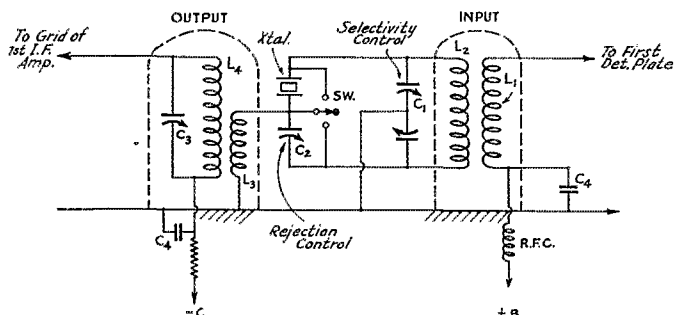 OUTPUT
INPUT
To Grid of
1st I.F.
Amp.
Xtal.
Selectivity
Control
To First
Det. Plate
L4
L2
L1
SW.
C1
C3
C2
L3
C4
C4
Rejection
Control
R.F.C.
-C
+B